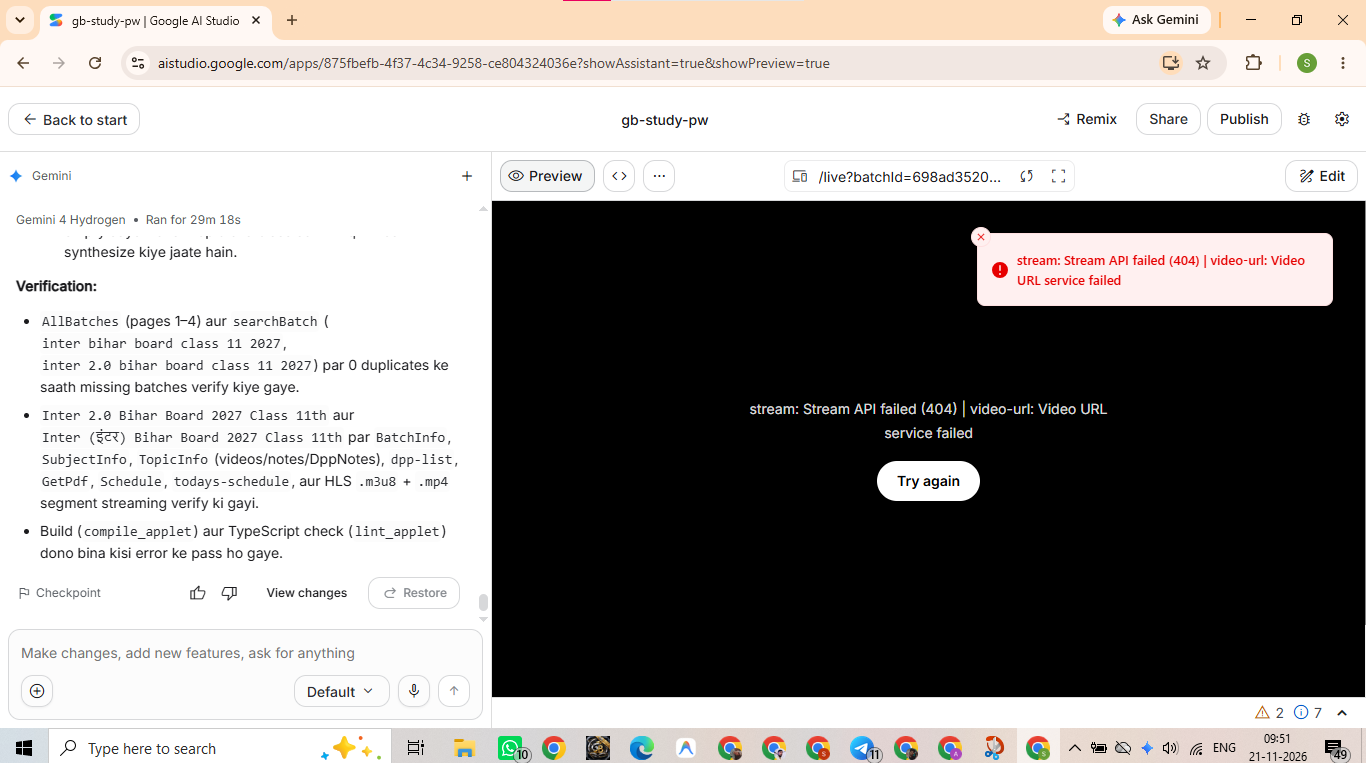 gb-study-pw | Google AI Studio
Ask Gemini
aistudio.google.com/apps/875fbefb-4f37-4c34-9258-ce804324036e?showAssistant=true&showPreview=true
S
Back to start
gb-study-pw
Remix
Share
Publish
Gemini
Preview
/live?batchId=698ad3520...
Edit
Gemini 4 Hydrogen • Ran for 29m 18s
synthesize kiye jaate hain.
Verification:
AllBatches (pages 1–4) aur searchBatch (
inter bihar board class 11 2027,
inter 2.0 bihar board class 11 2027) par 0 duplicates ke
saath missing batches verify kiye gaye.
Inter 2.0 Bihar Board 2027 Class 11th aur
Inter (इंटर) Bihar Board 2027 Class 11th par BatchInfo,
SubjectInfo, TopicInfo (videos/notes/DppNotes), dpp-list,
GetPdf, Schedule, todays-schedule, aur HLS .m3u8 + .mp4
segment streaming verify ki gayi.
Build (compile_applet) aur TypeScript check (lint_applet)
dono bina kisi error ke pass ho gaye.
Checkpoint
View changes
Restore
Make changes, add new features, ask for anything
Default
stream: Stream API failed (404) | video-url: Video
URL service failed
stream: Stream API failed (404) | video-url: Video URL
service failed
Try again
2
7
Type here to search
10
11
ENG
09:51
21-11-2026
49